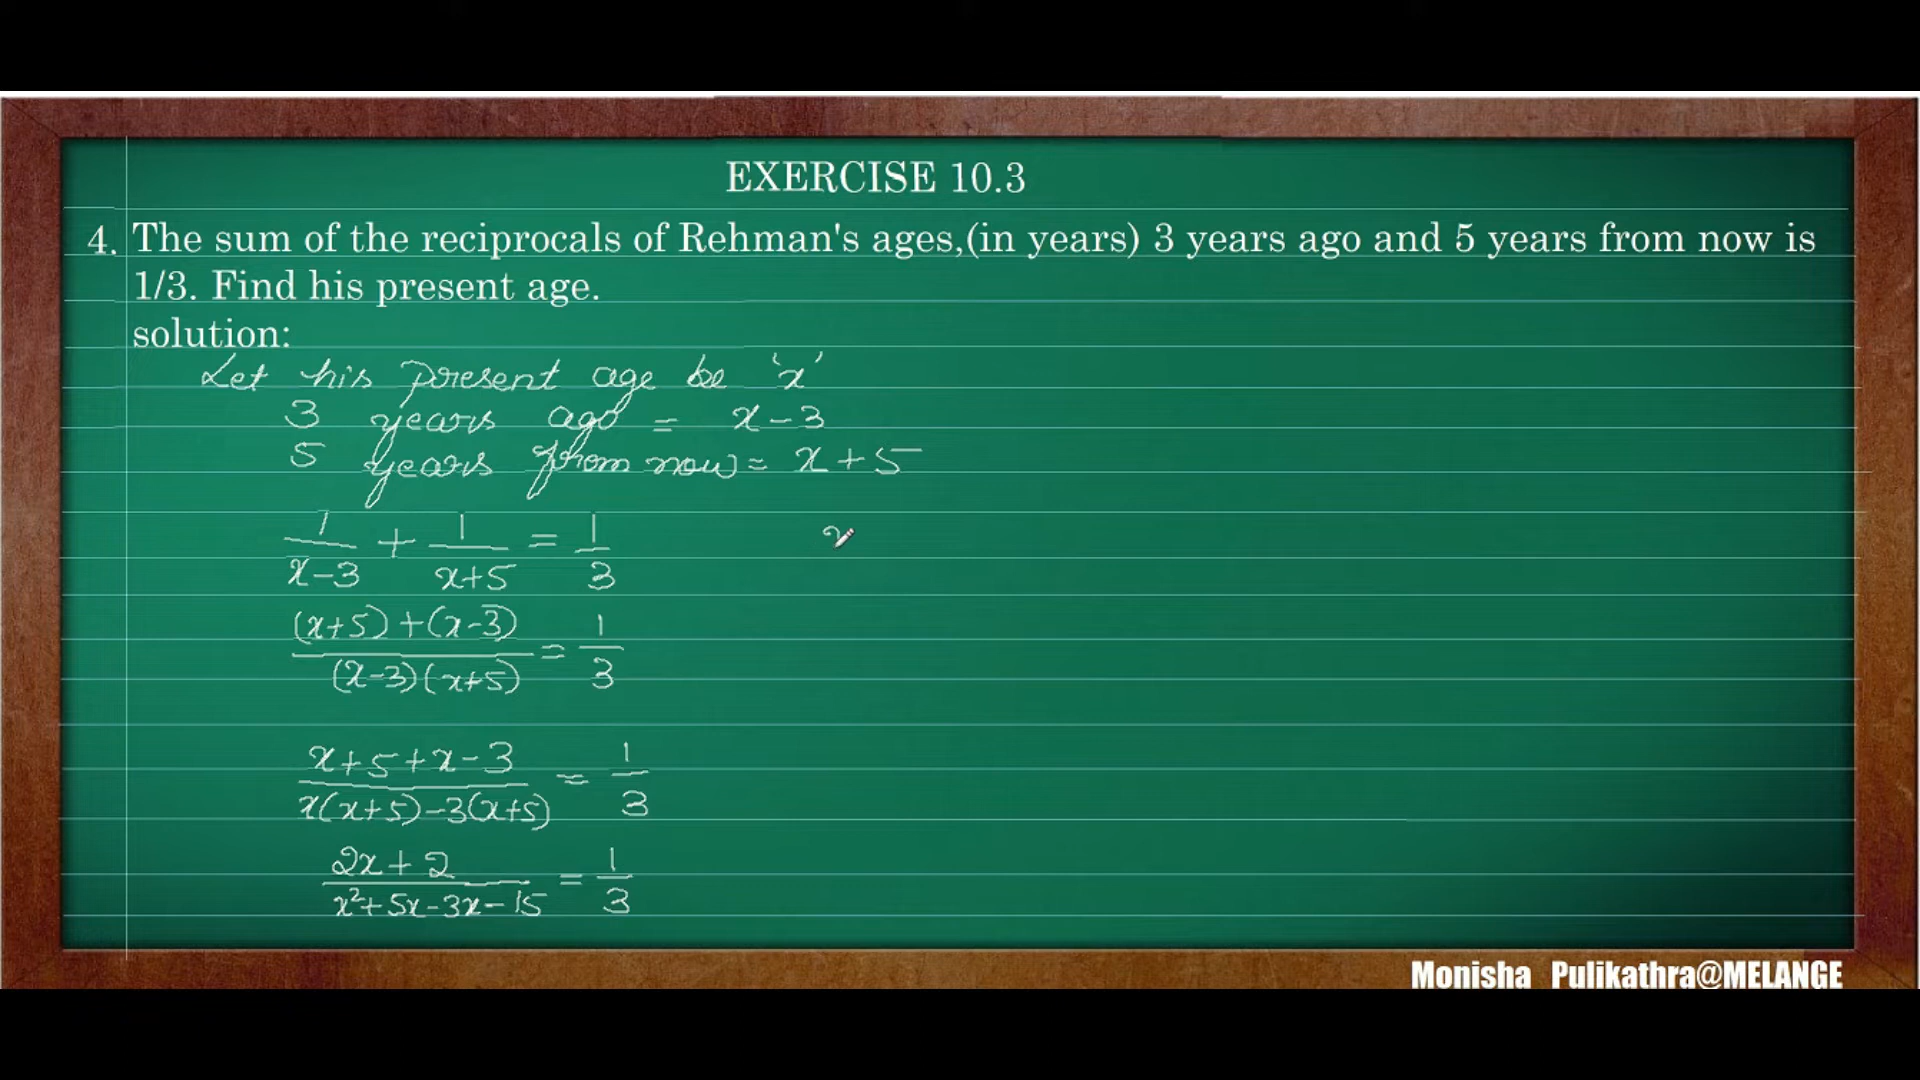 EXERCISE 10.3
4. The sum of the reciprocals of Rehman's ages,(in years) 3 years ago and 5 years from now is
1/3. Find his present age.
solution:
Let his present age be 'x'
3 years ago = x-3
5 years from now = x+5
1/(x-3) + 1/(x+5) = 1/3
((x+5)+(x-3))/((x-3)(x+5)) = 1/3
(x+5+x-3)/(x(x+5)-3(x+5)) = 1/3
(2x+2)/(x²+5x-3x-15) = 1/3
Monisha Pulikathra@MELANGE